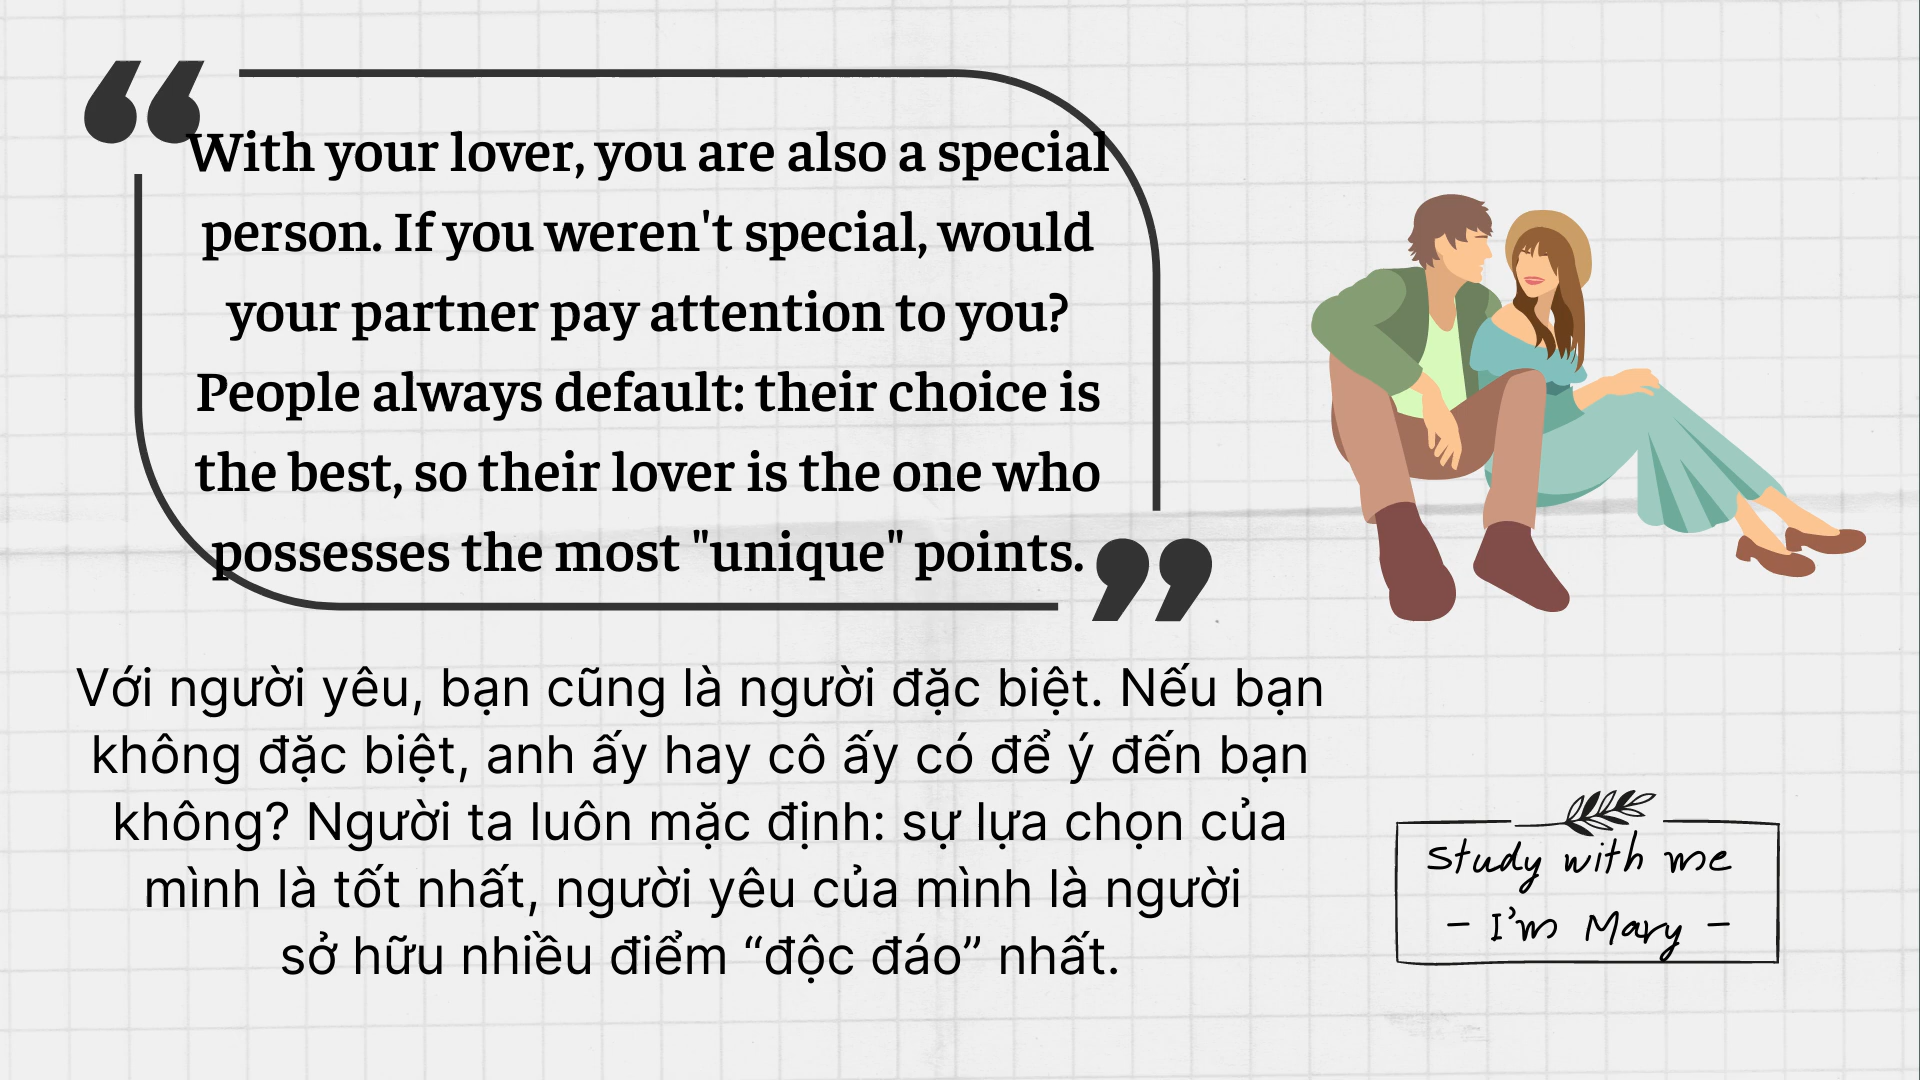 With your lover, you are also a special
person. If you weren't special, would
your partner pay attention to you?
People always default: their choice is
the best, so their lover is the one who
possesses the most "unique" points.
Với người yêu, bạn cũng là người đặc biệt. Nếu bạn
không đặc biệt, anh ấy hay cô ấy có để ý đến bạn
không? Người ta luôn mặc định: sự lựa chọn của
mình là tốt nhất, người yêu của mình là người
sở hữu nhiều điểm “độc đáo” nhất.
Study with me
- I'm Mary -